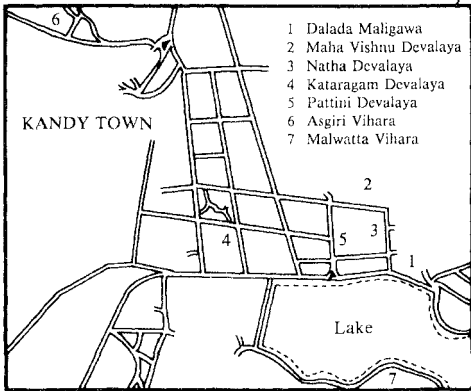 1 Dalada Maligawa
2 Maha Vishnu Devalaya
3 Natha Devalaya
4 Kataragam Devalaya
5 Pattini Devalaya
6 Asgiri Vihara
7 Malwatta Vihara
6
KANDY TOWN
2
4
5
3
1
Lake
7